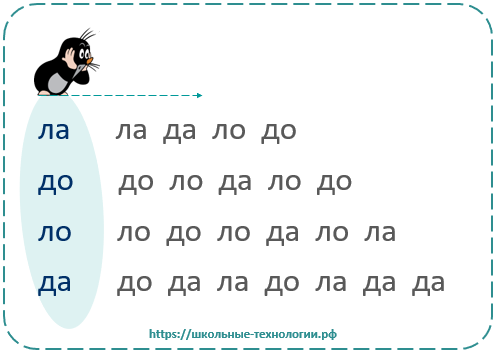 ла ла да ло до
до до ло да ло до
ло ло до ло да ло ла
да до да ла до ла да да
https://школьные-технологии.рф